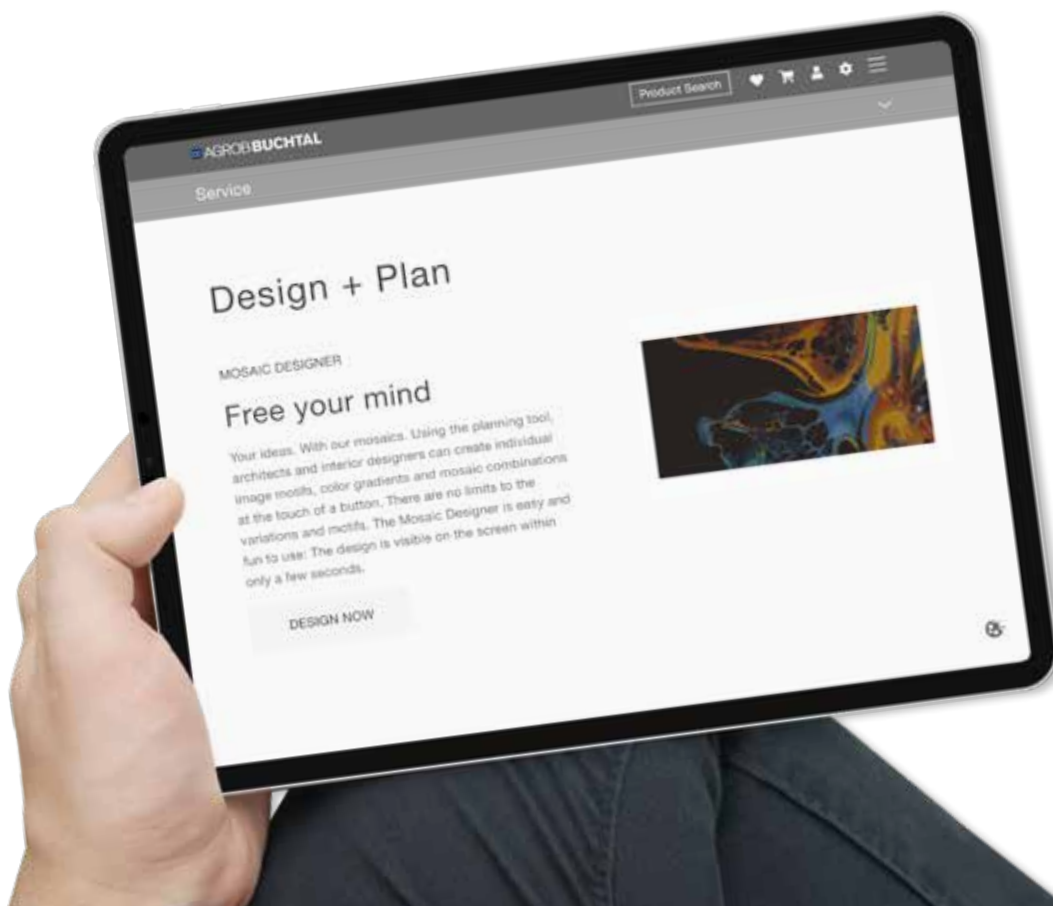 Product Search
AGROB BUCHTAL
Service
Design + Plan
MOSAIC DESIGNER
Free your mind
Your ideas. With our mosaics. Using the planning tool,
architects and interior designers can create individual
image motifs, color gradients and mosaic combinations
at the touch of a button. There are no limits to the
variations and motifs. The Mosaic Designer is easy and
fun to use: The design is visible on the screen within
only a few seconds.
DESIGN NOW